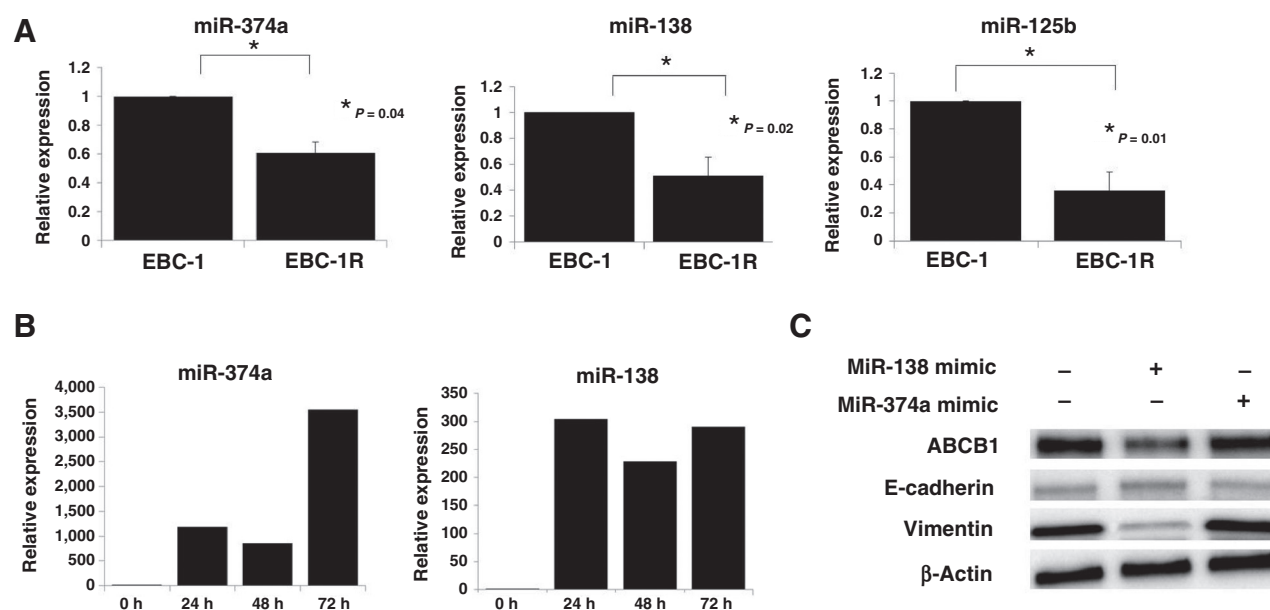 A
miR-374a
*
Relative expression
1.2
1
0.8
0.6
0.4
0.2
0
* P = 0.04
EBC-1 EBC-1R
miR-138
*
Relative expression
1.2
1
0.8
0.6
0.4
0.2
0
* P = 0.02
EBC-1 EBC-1R
miR-125b
*
Relative expression
1.2
1
0.8
0.6
0.4
0.2
0
* P = 0.01
EBC-1 EBC-1R
B
miR-374a
Relative expression
4,000
3,500
3,000
2,500
2,000
1,500
1,000
500
0
0 h 24 h 48 h 72 h
miR-138
Relative expression
350
300
250
200
150
100
50
0
0 h 24 h 48 h 72 h
C
MiR-138 mimic – + –
MiR-374a mimic – – +
ABCB1
E-cadherin
Vimentin
β-Actin